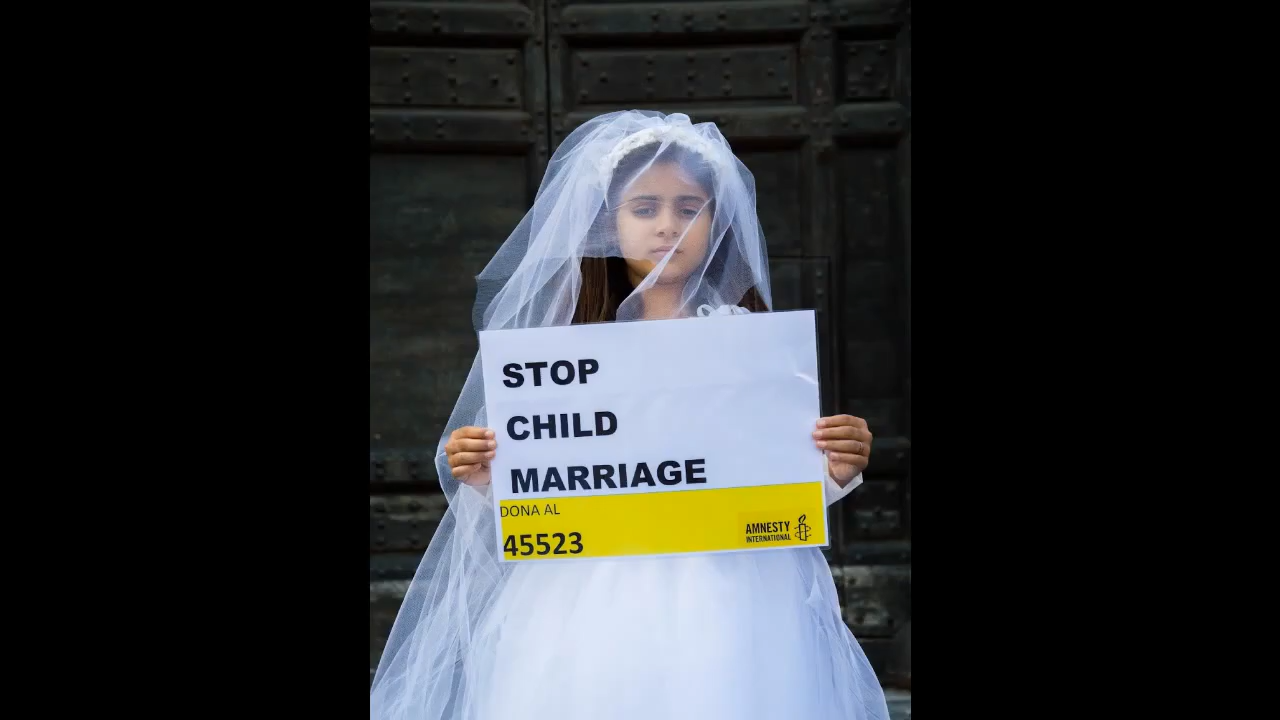 STOP
CHILD
MARRIAGE
DONA AL
45523
AMNESTY
INTERNATIONAL